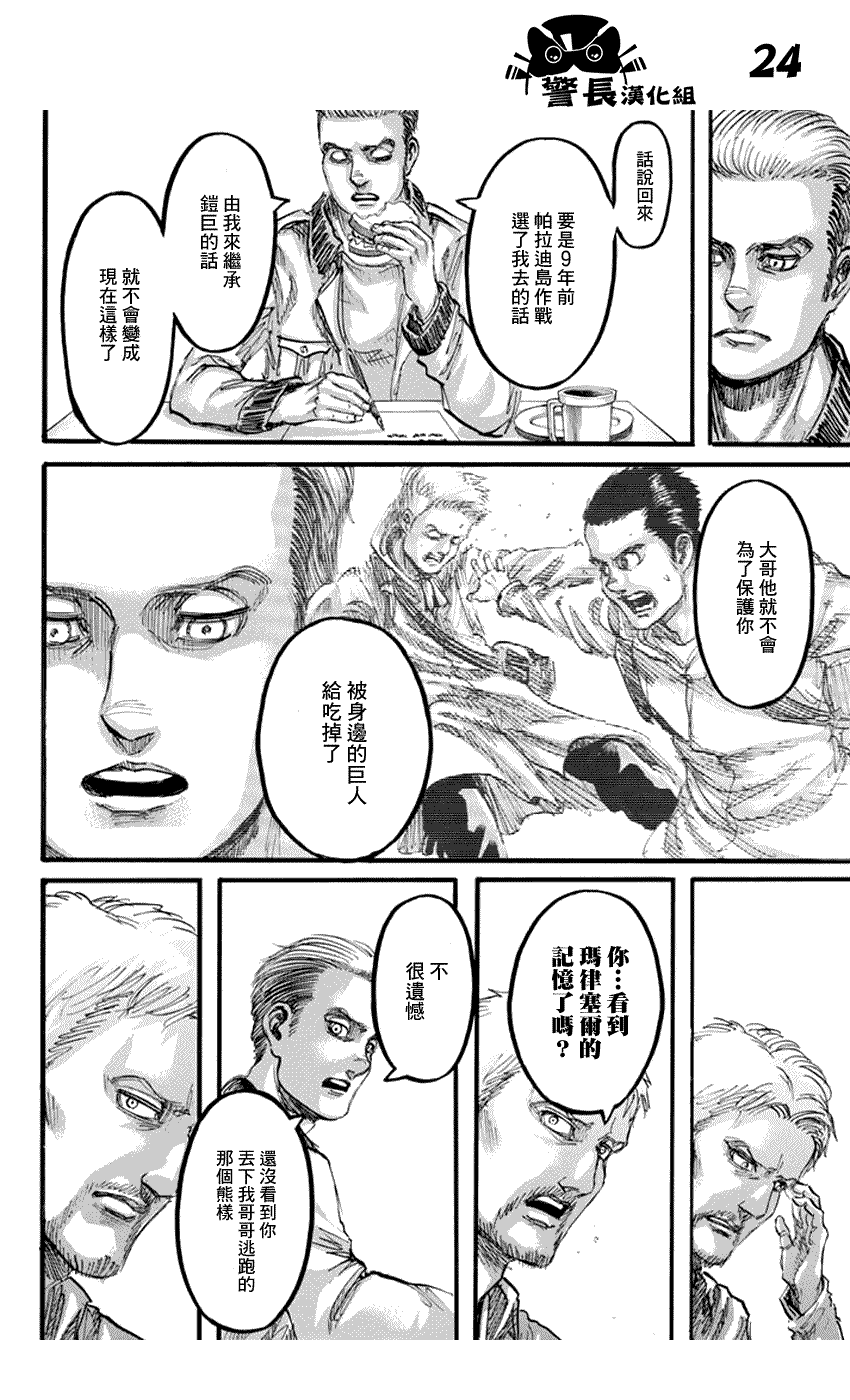 警長漢化組
24
話說回來
要是9年前
帕拉迪島作戰
選了我去的話
由我來繼承
鎧巨的話
就不會變成
現在這樣了
大哥他就不會
為了保護你
被身邊的巨人
給吃掉了
你…看到
瑪律塞爾的
記憶了嗎？
不
很遺憾
還沒看到你
丟下我哥哥逃跑的
那個熊樣